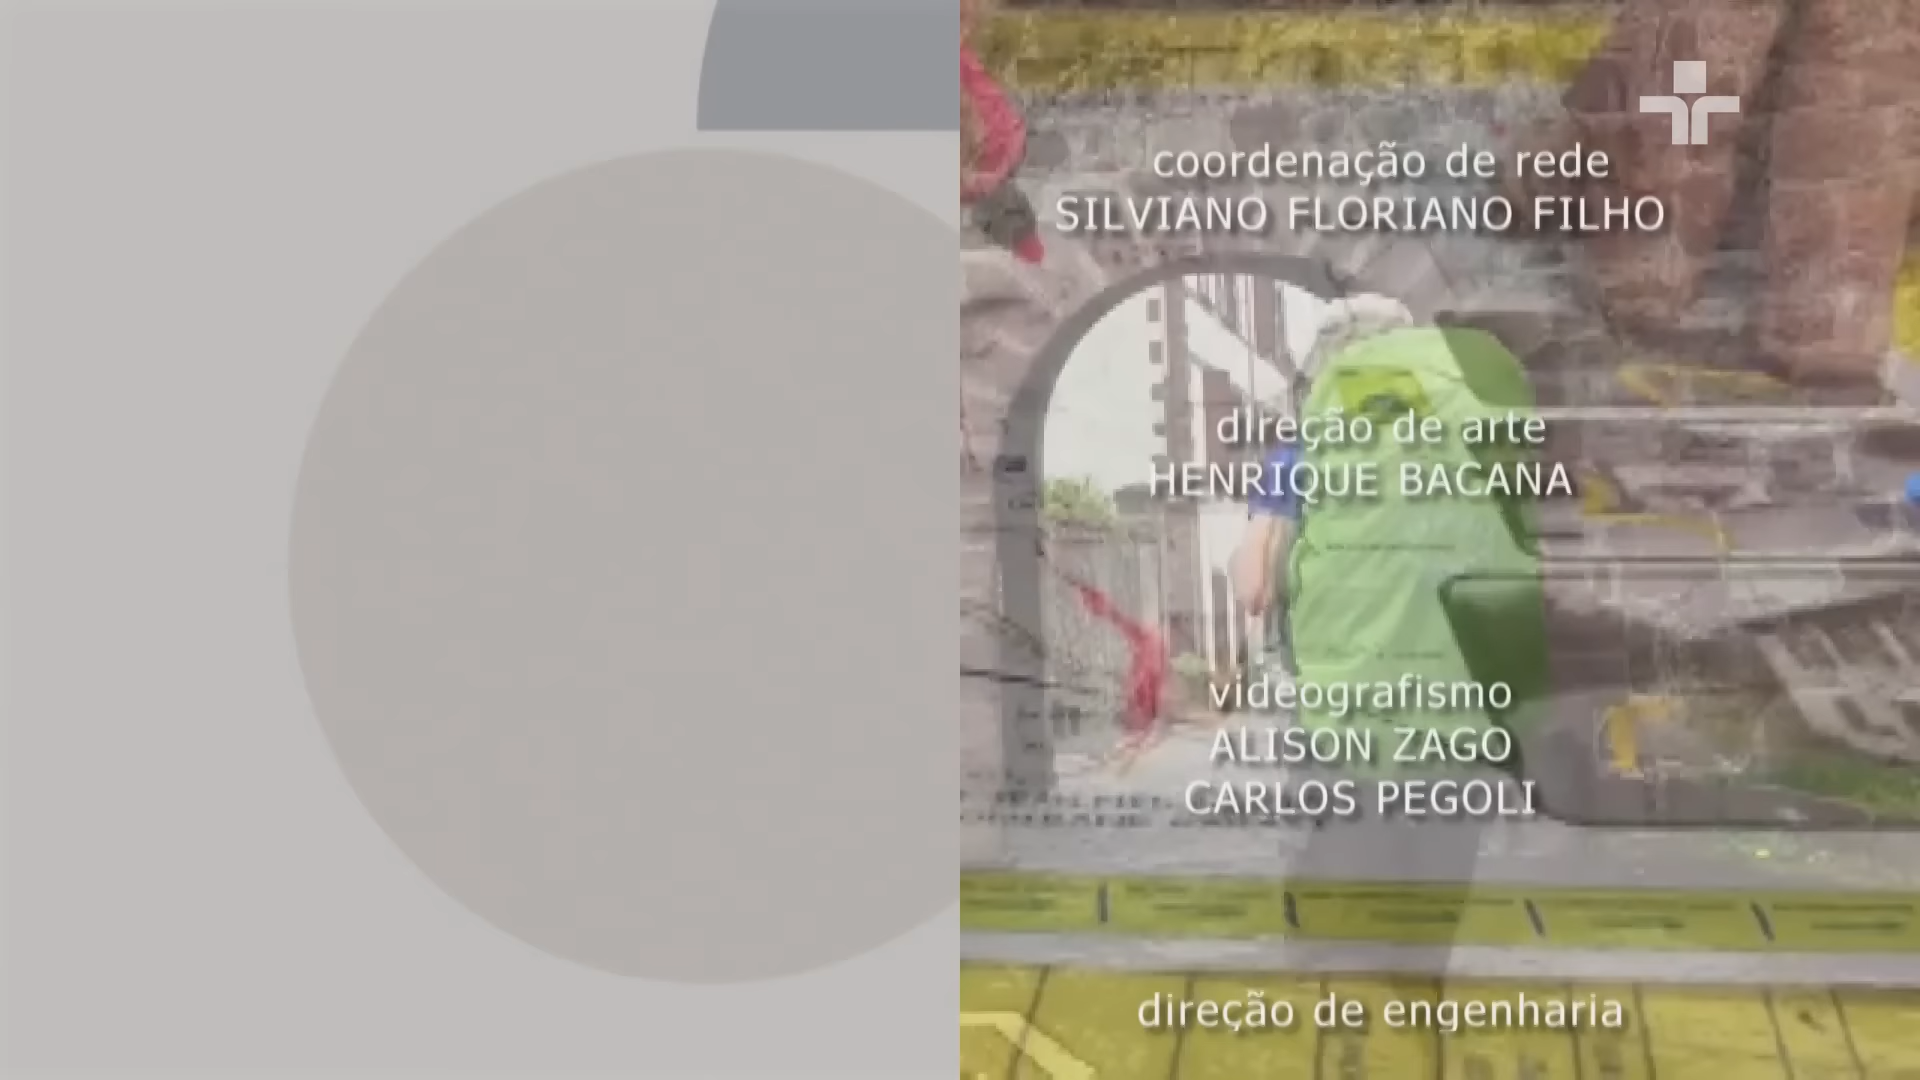 coordenação de rede
SILVIANO FLORIANO FILHO
direção de arte
HENRIQUE BACANA
videografismo
ALISON ZAGO
CARLOS PEGOLI
direção de engenharia